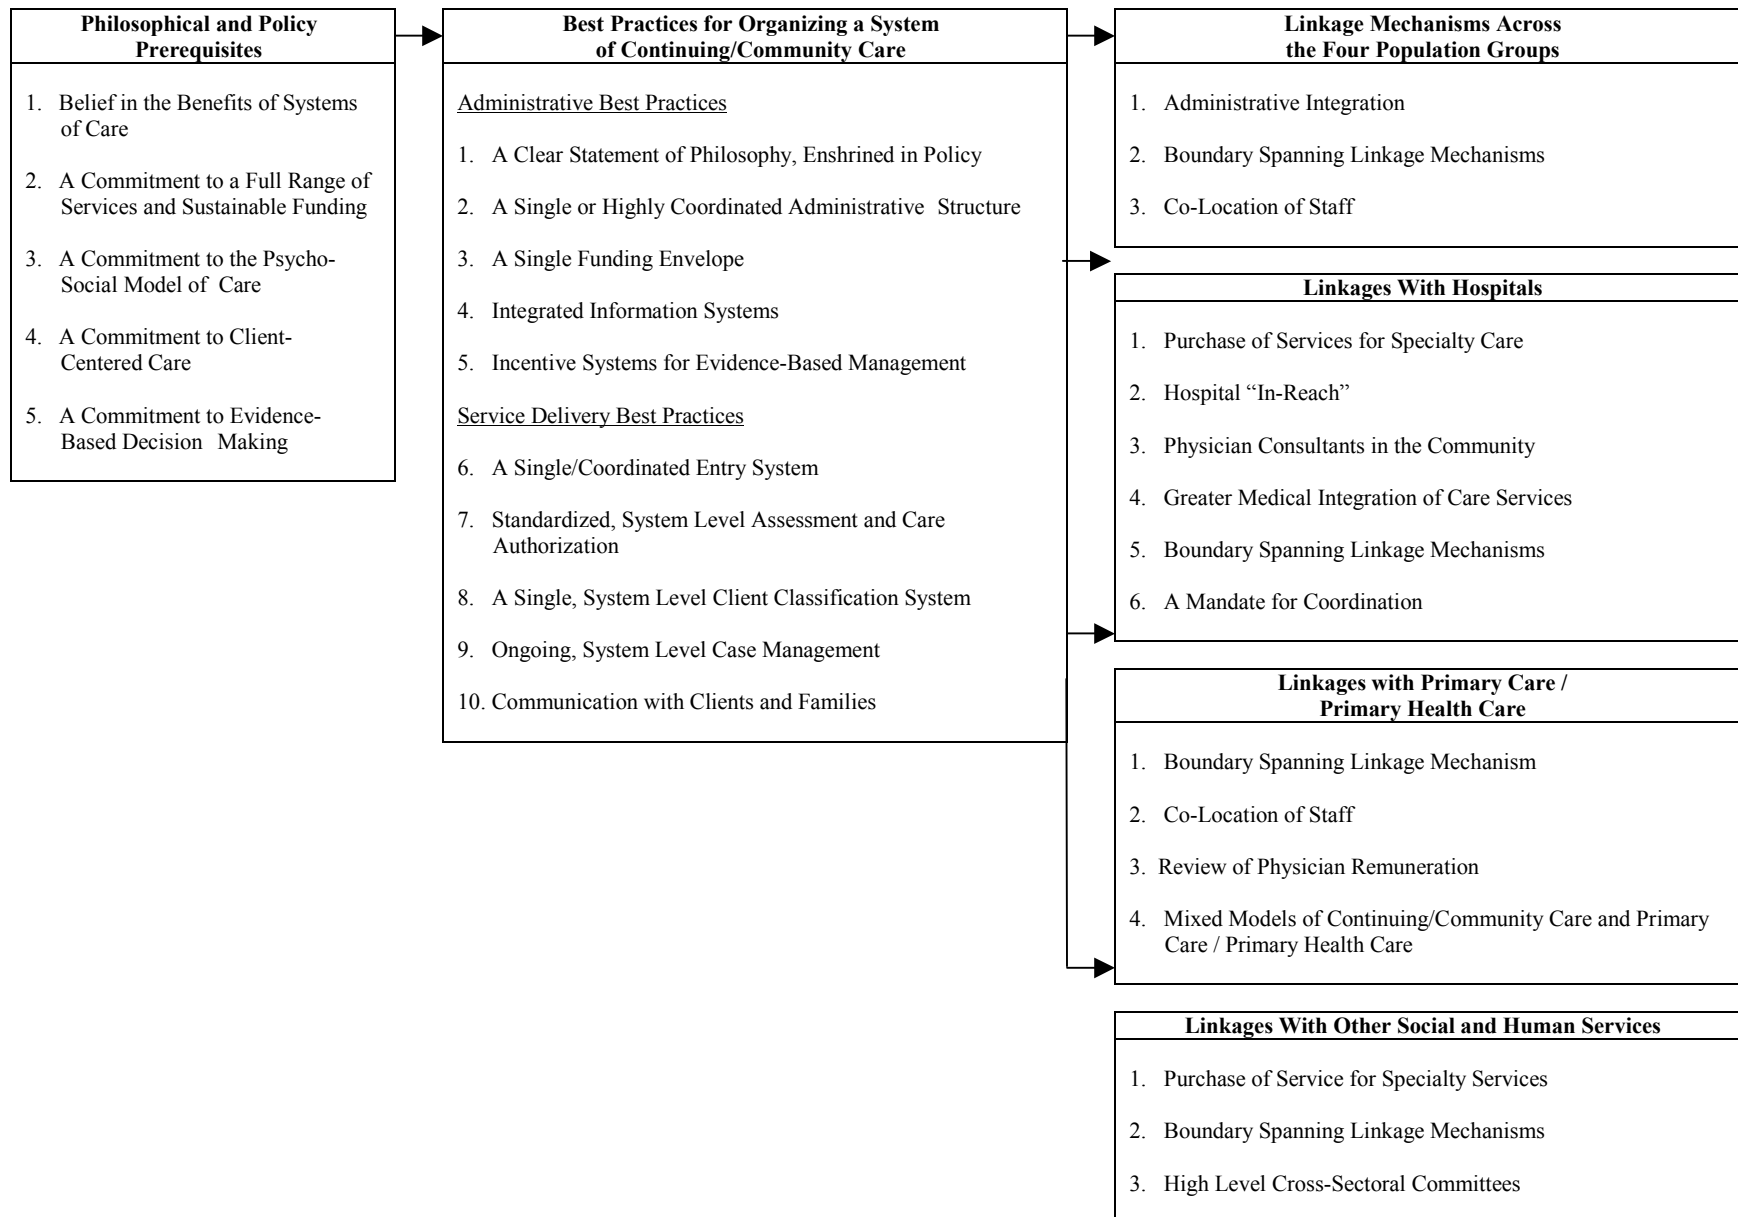 Philosophical and Policy
Prerequisites
1. Belief in the Benefits of Systems
of Care
2. A Commitment to a Full Range of
Services and Sustainable Funding
3. A Commitment to the Psycho-
Social Model of Care
4. A Commitment to Client-
Centered Care
5. A Commitment to Evidence-
Based Decision Making
Best Practices for Organizing a System
of Continuing/Community Care
Administrative Best Practices
1. A Clear Statement of Philosophy, Enshrined in Policy
2. A Single or Highly Coordinated Administrative Structure
3. A Single Funding Envelope
4. Integrated Information Systems
5. Incentive Systems for Evidence-Based Management
Service Delivery Best Practices
6. A Single/Coordinated Entry System
7. Standardized, System Level Assessment and Care
Authorization
8. A Single, System Level Client Classification System
9. Ongoing, System Level Case Management
10. Communication with Clients and Families
Linkage Mechanisms Across
the Four Population Groups
1. Administrative Integration
2. Boundary Spanning Linkage Mechanisms
3. Co-Location of Staff
Linkages With Hospitals
1. Purchase of Services for Specialty Care
2. Hospital “In-Reach”
3. Physician Consultants in the Community
4. Greater Medical Integration of Care Services
5. Boundary Spanning Linkage Mechanisms
6. A Mandate for Coordination
Linkages with Primary Care /
Primary Health Care
1. Boundary Spanning Linkage Mechanism
2. Co-Location of Staff
3. Review of Physician Remuneration
4. Mixed Models of Continuing/Community Care and Primary
Care / Primary Health Care
Linkages With Other Social and Human Services
1. Purchase of Service for Specialty Services
2. Boundary Spanning Linkage Mechanisms
3. High Level Cross-Sectoral Committees